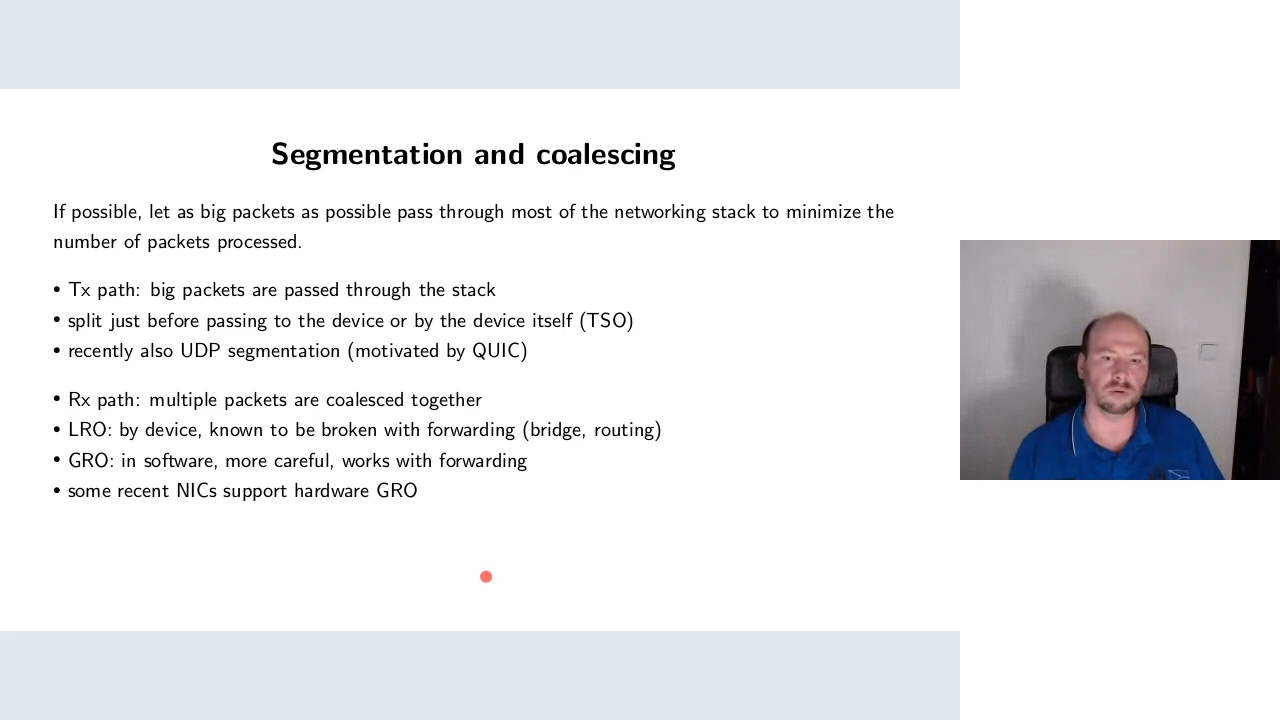 Segmentation and coalescing
If possible, let as big packets as possible pass through most of the networking stack to minimize the
number of packets processed.
• Tx path: big packets are passed through the stack
• split just before passing to the device or by the device itself (TSO)
• recently also UDP segmentation (motivated by QUIC)
• Rx path: multiple packets are coalesced together
• LRO: by device, known to be broken with forwarding (bridge, routing)
• GRO: in software, more careful, works with forwarding
• some recent NICs support hardware GRO